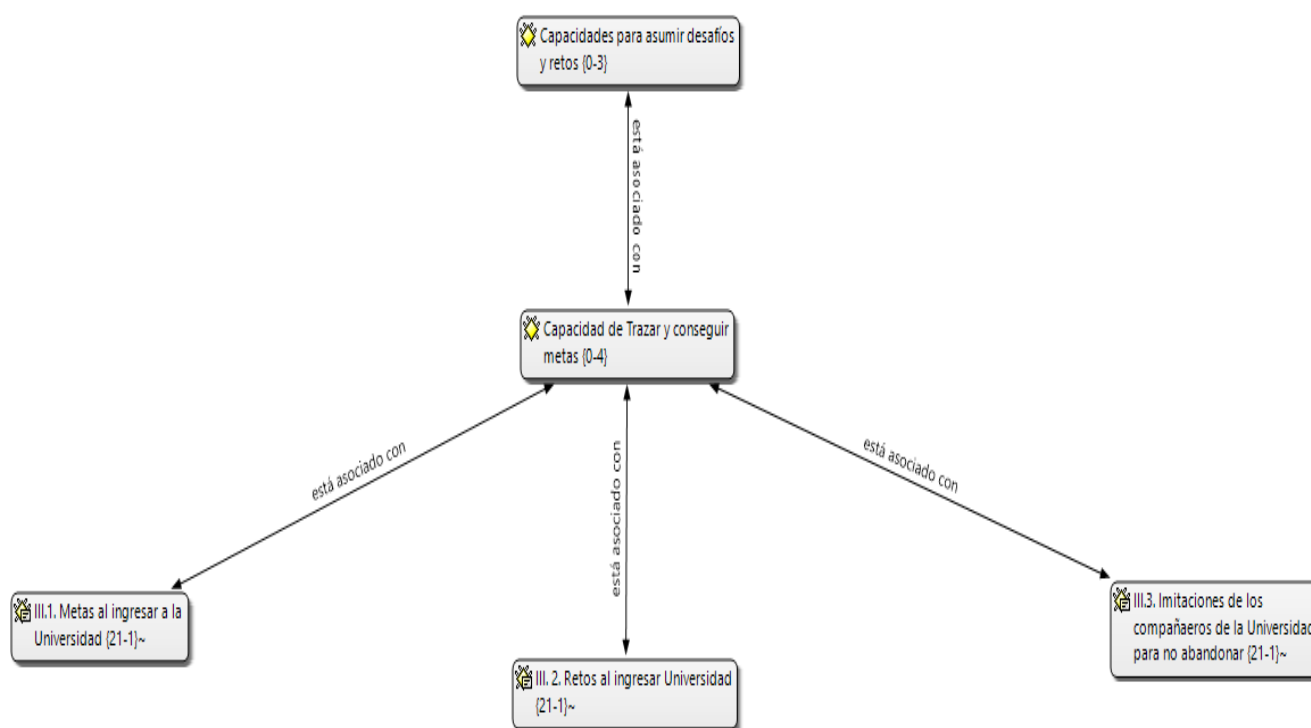 Capacidades para asumir desafíos
y retos {0-3}
está asociado con
Capacidad de Trazar y conseguir
metas {0-4}
está asociado con
está asociado con
está asociado con
III.1. Metas al ingresar a la
Universidad {21-1}~
III. 2. Retos al ingresar Universidad
{21-1}~
III.3. Imitaciones de los
compañaeros de la Universidad
para no abandonar {21-1}~